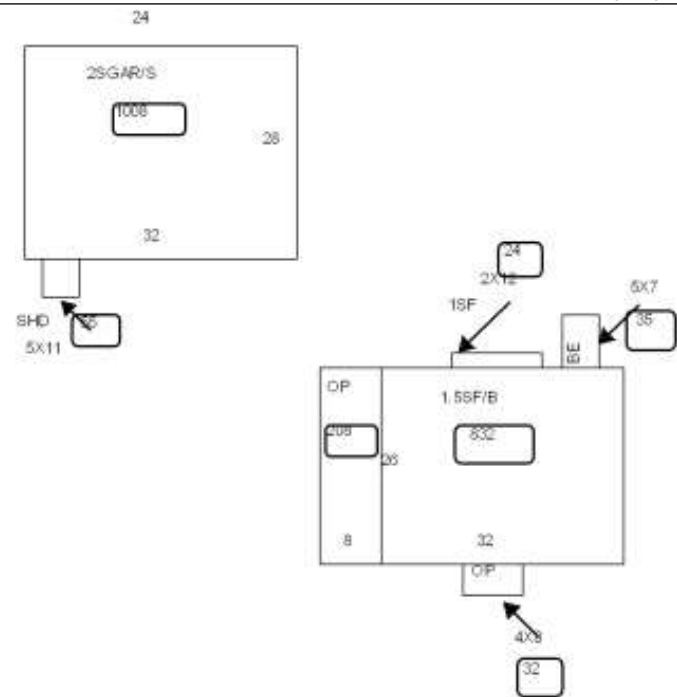 24
2SGAR/S
1008
28
32
SHD
55
5X11
24
2X12
1SF
5X7
35
BE
OP
1.5SF/B
208
832
26
8
32
OP
4X8
32